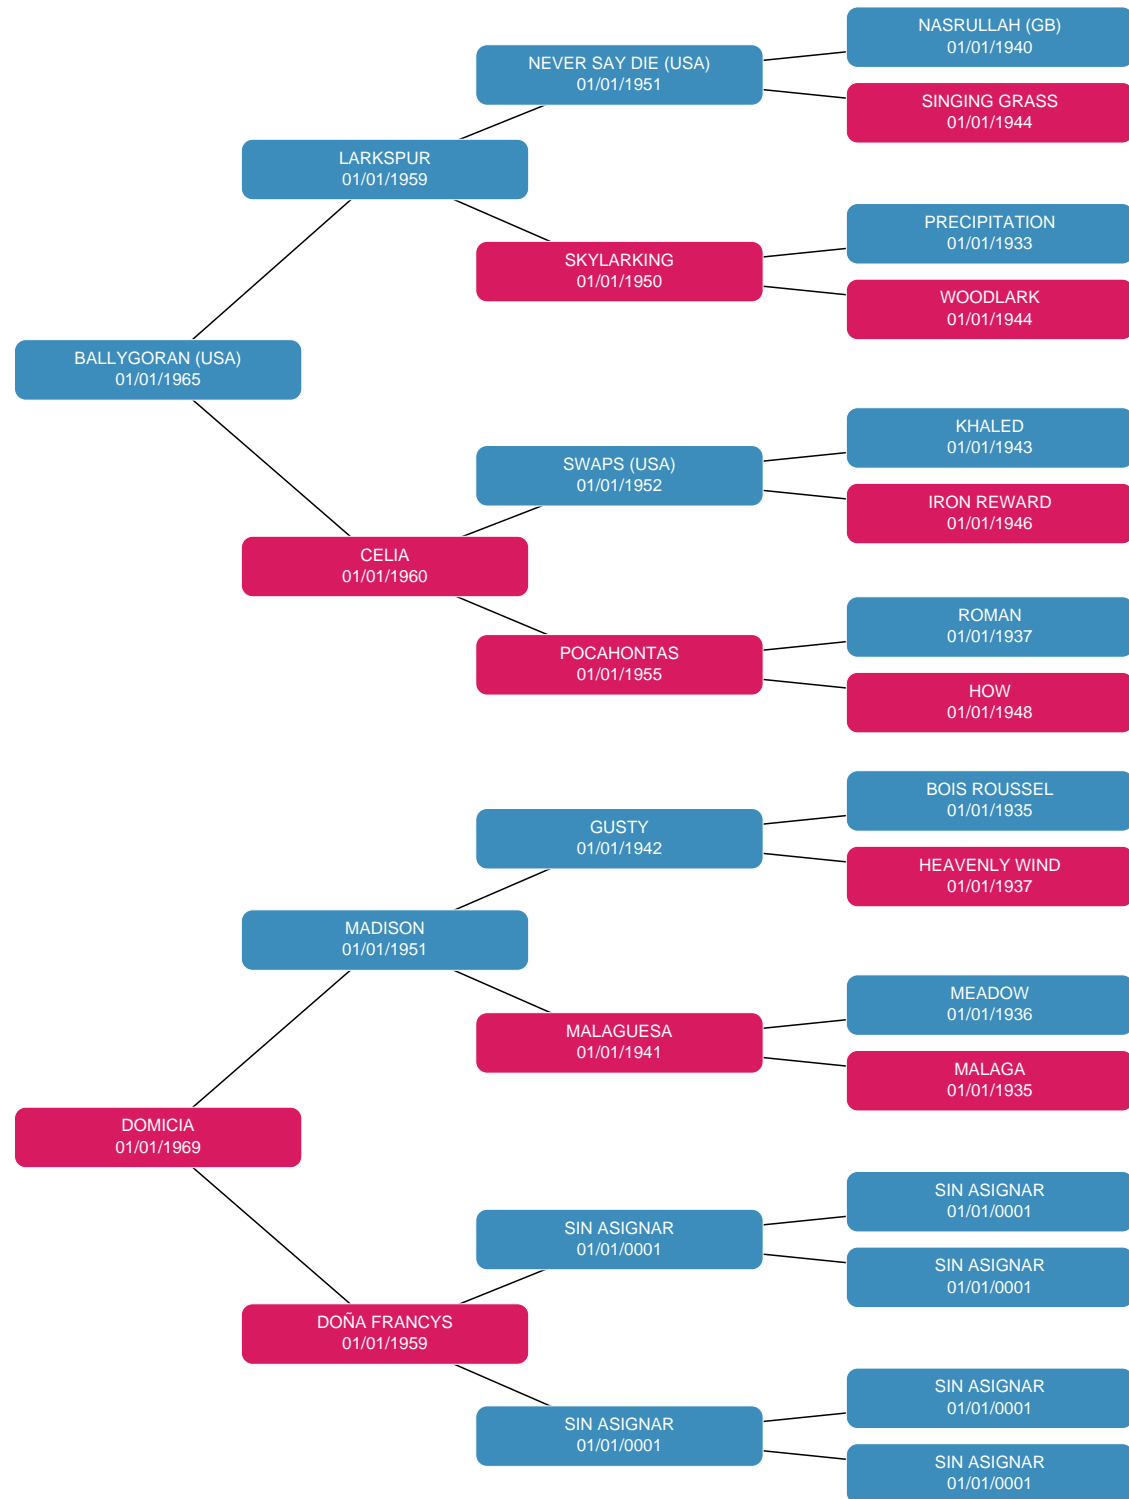 NASRULLAH (GB)
01/01/1940
NEVER SAY DIE (USA)
01/01/1951
SINGING GRASS
01/01/1944
LARKSPUR
01/01/1959
PRECIPITATION
01/01/1933
SKYLARKING
01/01/1950
WOODLARK
01/01/1944
BALLYGORAN (USA)
01/01/1965
KHALED
01/01/1943
SWAPS (USA)
01/01/1952
IRON REWARD
01/01/1946
CELIA
01/01/1960
ROMAN
01/01/1937
POCAHONTAS
01/01/1955
HOW
01/01/1948
BOIS ROUSSEL
01/01/1935
GUSTY
01/01/1942
HEAVENLY WIND
01/01/1937
MADISON
01/01/1951
MEADOW
01/01/1936
MALAGUESA
01/01/1941
MALAGA
01/01/1935
DOMICIA
01/01/1969
SIN ASIGNAR
01/01/0001
SIN ASIGNAR
01/01/0001
SIN ASIGNAR
01/01/0001
DOÑA FRANCYS
01/01/1959
SIN ASIGNAR
01/01/0001
SIN ASIGNAR
01/01/0001
SIN ASIGNAR
01/01/0001